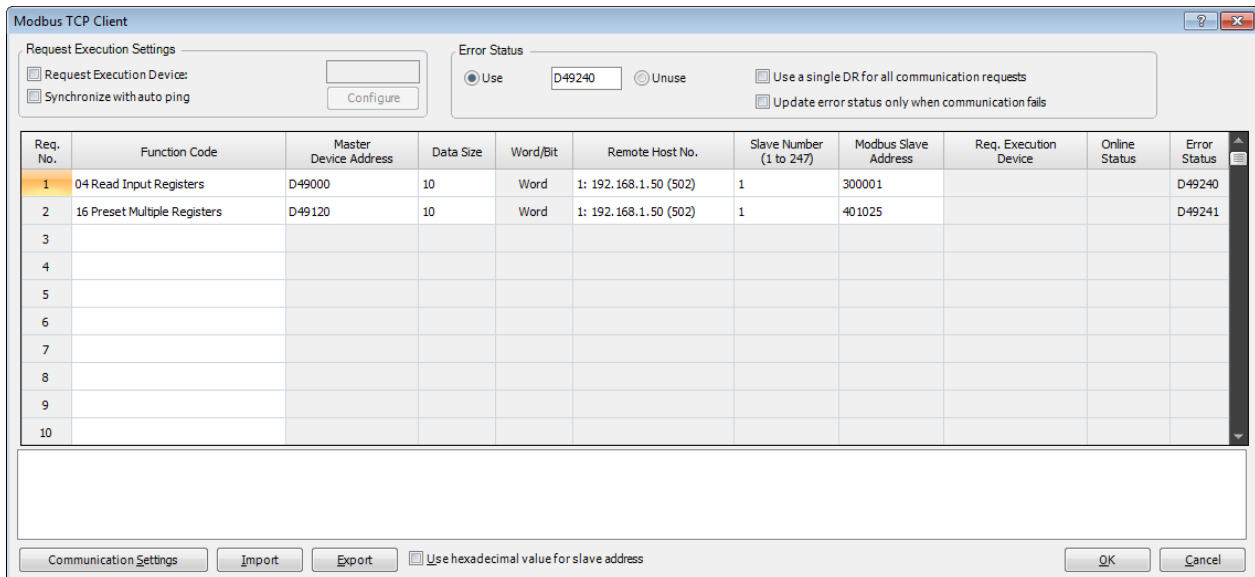 Modbus TCP Client
Request Execution Settings
Request Execution Device:
Synchronize with auto ping
Configure
Error Status
Use D49240 Unuse
Use a single DR for all communication requests
Update error status only when communication fails
Req. No. Function Code Master Device Address Data Size Word/Bit Remote Host No. Slave Number (1 to 247) Modbus Slave Address Req. Execution Device Online Status Error Status
1 04 Read Input Registers D49000 10 Word 1: 192.168.1.50 (502) 1 300001 D49240
2 16 Preset Multiple Registers D49120 10 Word 1: 192.168.1.50 (502) 1 401025 D49241
3
4
5
6
7
8
9
10
Communication Settings Import Export Use hexadecimal value for slave address OK Cancel